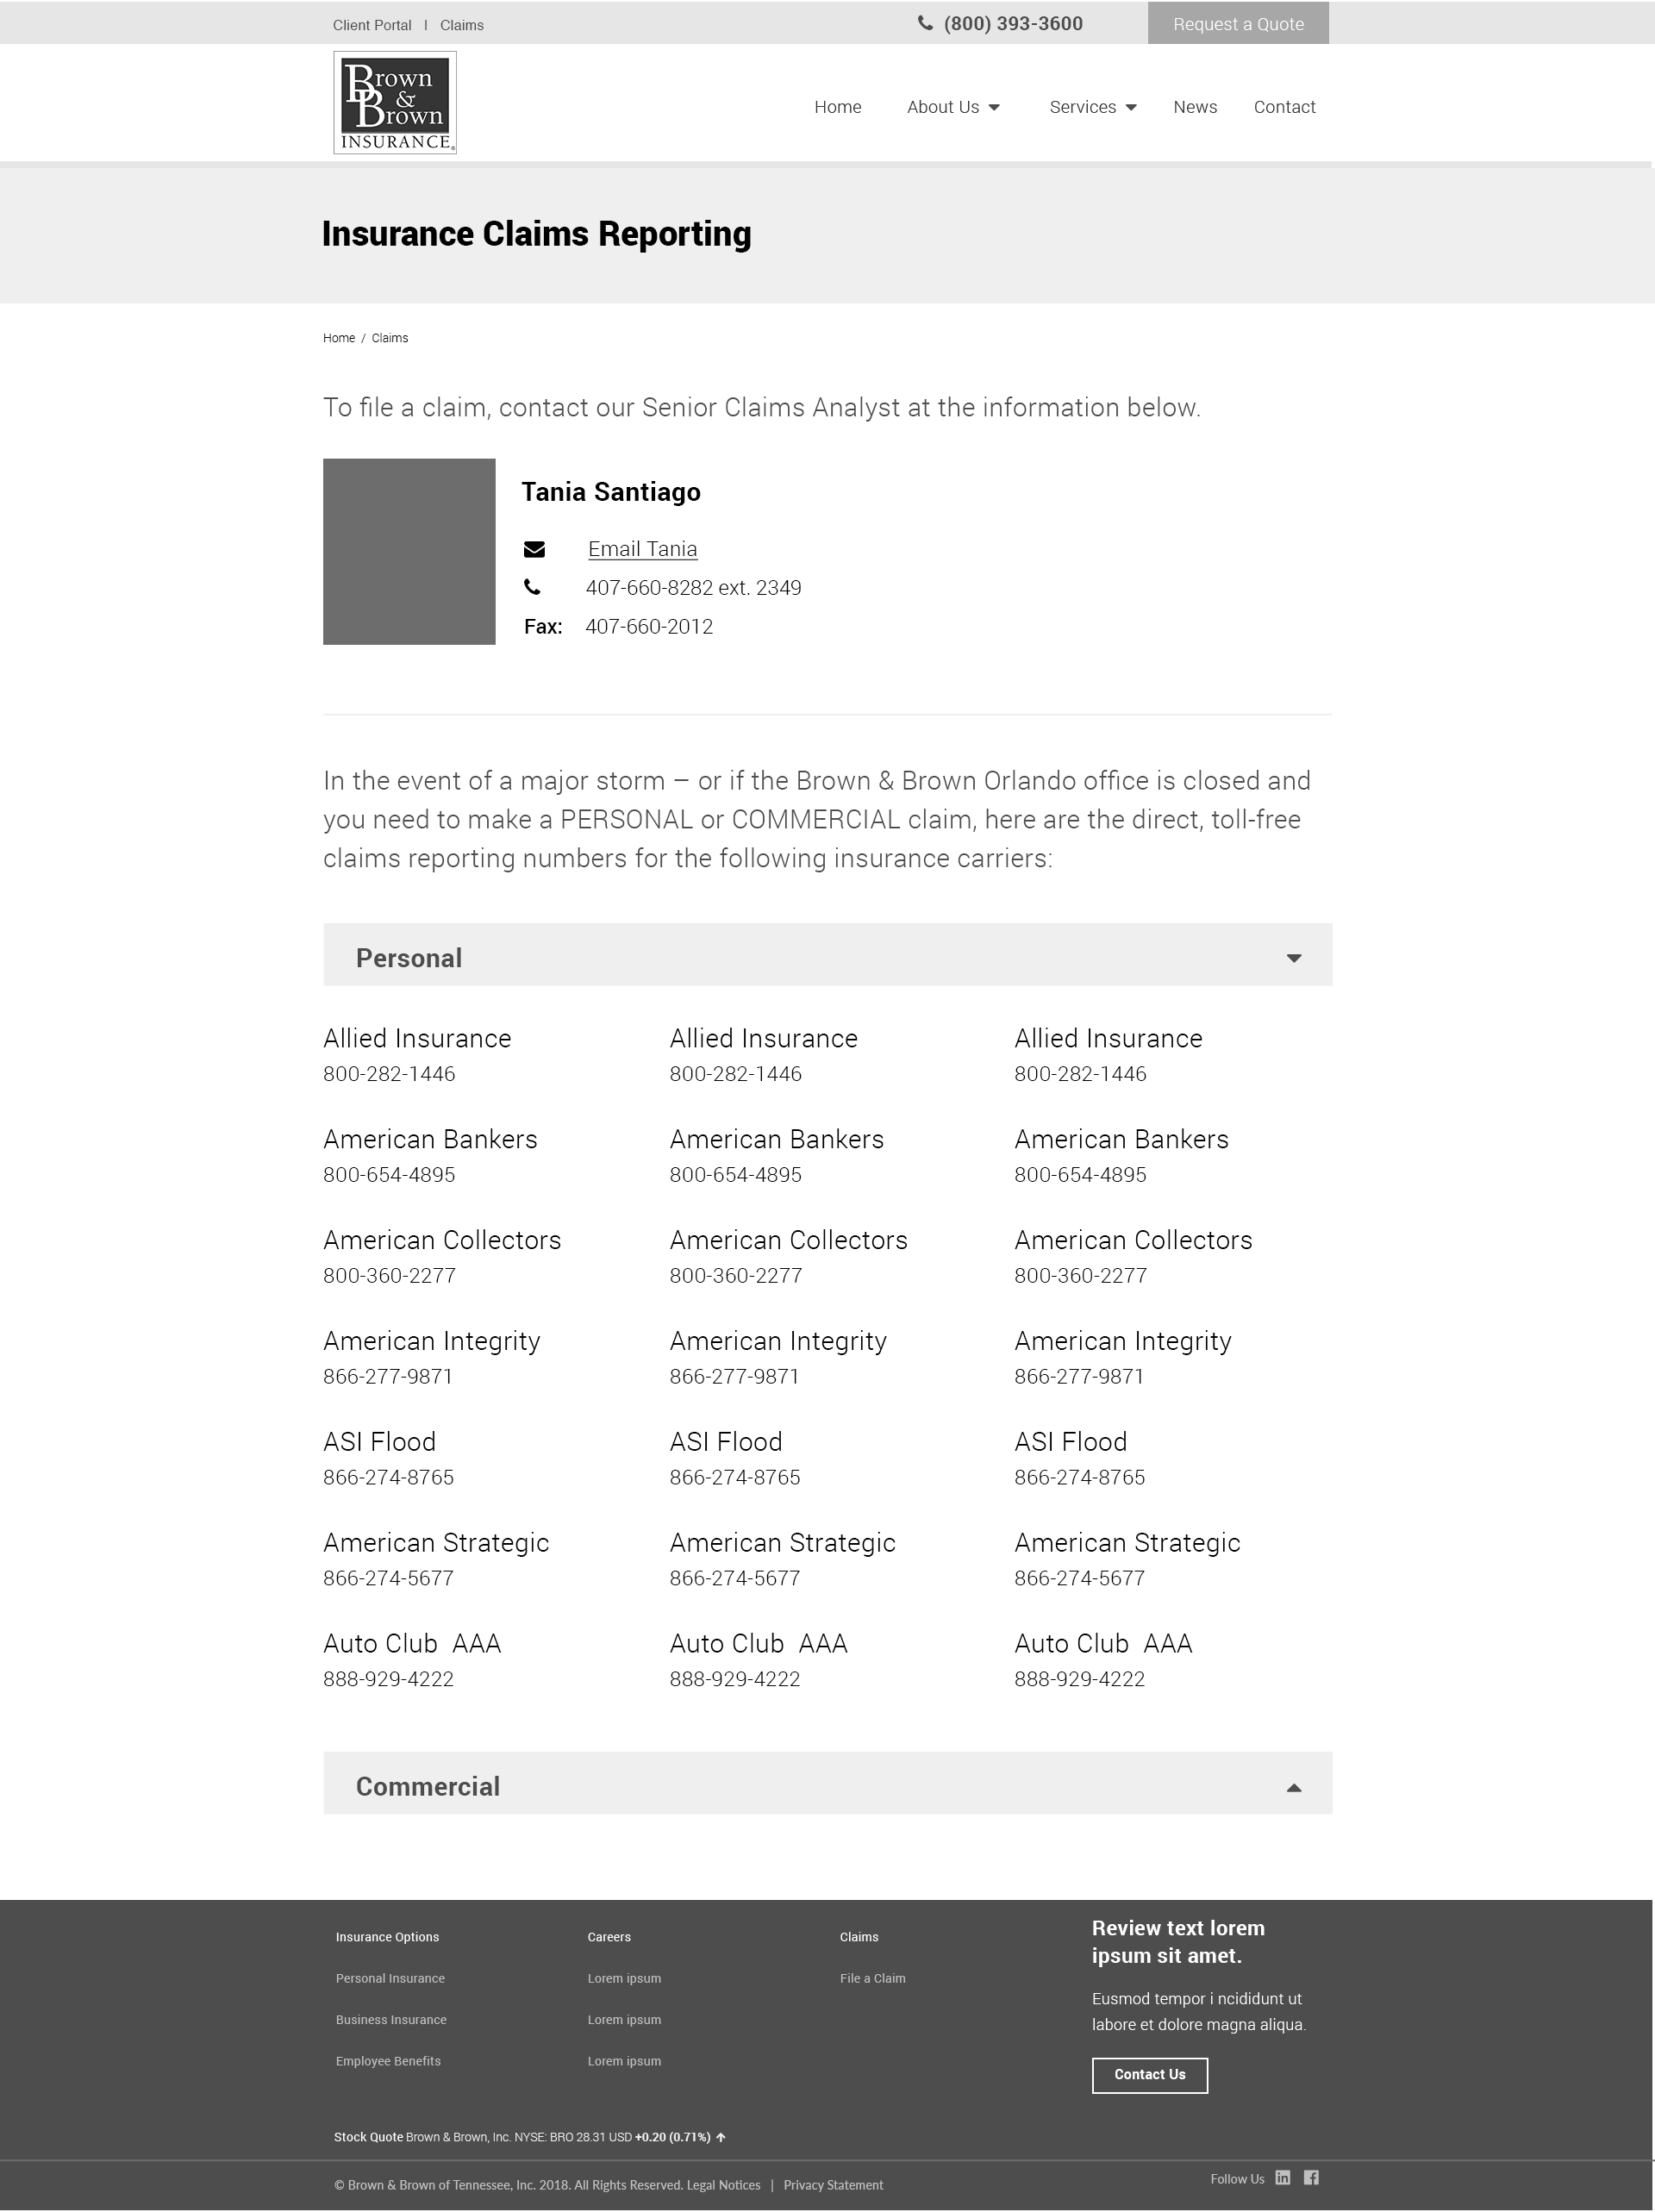 Client Portal | Claims
(800) 393-3600
Request a Quote
Brown
&
Brown
INSURANCE®
Home About Us Services News Contact
Insurance Claims Reporting
Home / Claims
To file a claim, contact our Senior Claims Analyst at the information below.
Tania Santiago
Email Tania
407-660-8282 ext. 2349
Fax: 407-660-2012
In the event of a major storm – or if the Brown & Brown Orlando office is closed and
you need to make a PERSONAL or COMMERCIAL claim, here are the direct, toll-free
claims reporting numbers for the following insurance carriers:
Personal
Allied Insurance Allied Insurance Allied Insurance
800-282-1446 800-282-1446 800-282-1446
American Bankers American Bankers American Bankers
800-654-4895 800-654-4895 800-654-4895
American Collectors American Collectors American Collectors
800-360-2277 800-360-2277 800-360-2277
American Integrity American Integrity American Integrity
866-277-9871 866-277-9871 866-277-9871
ASI Flood ASI Flood ASI Flood
866-274-8765 866-274-8765 866-274-8765
American Strategic American Strategic American Strategic
866-274-5677 866-274-5677 866-274-5677
Auto Club AAA Auto Club AAA Auto Club AAA
888-929-4222 888-929-4222 888-929-4222
Commercial
Insurance Options
Personal Insurance
Business Insurance
Employee Benefits
Careers
Lorem ipsum
Lorem ipsum
Lorem ipsum
Claims
File a Claim
Review text lorem
ipsum sit amet.
Eusmod tempor i ncididunt ut
labore et dolore magna aliqua.
Contact Us
Stock Quote Brown & Brown, Inc. NYSE: BRO 28.31 USD +0.20 (0.71%)
© Brown & Brown of Tennessee, Inc. 2018. All Rights Reserved. Legal Notices | Privacy Statement
Follow Us